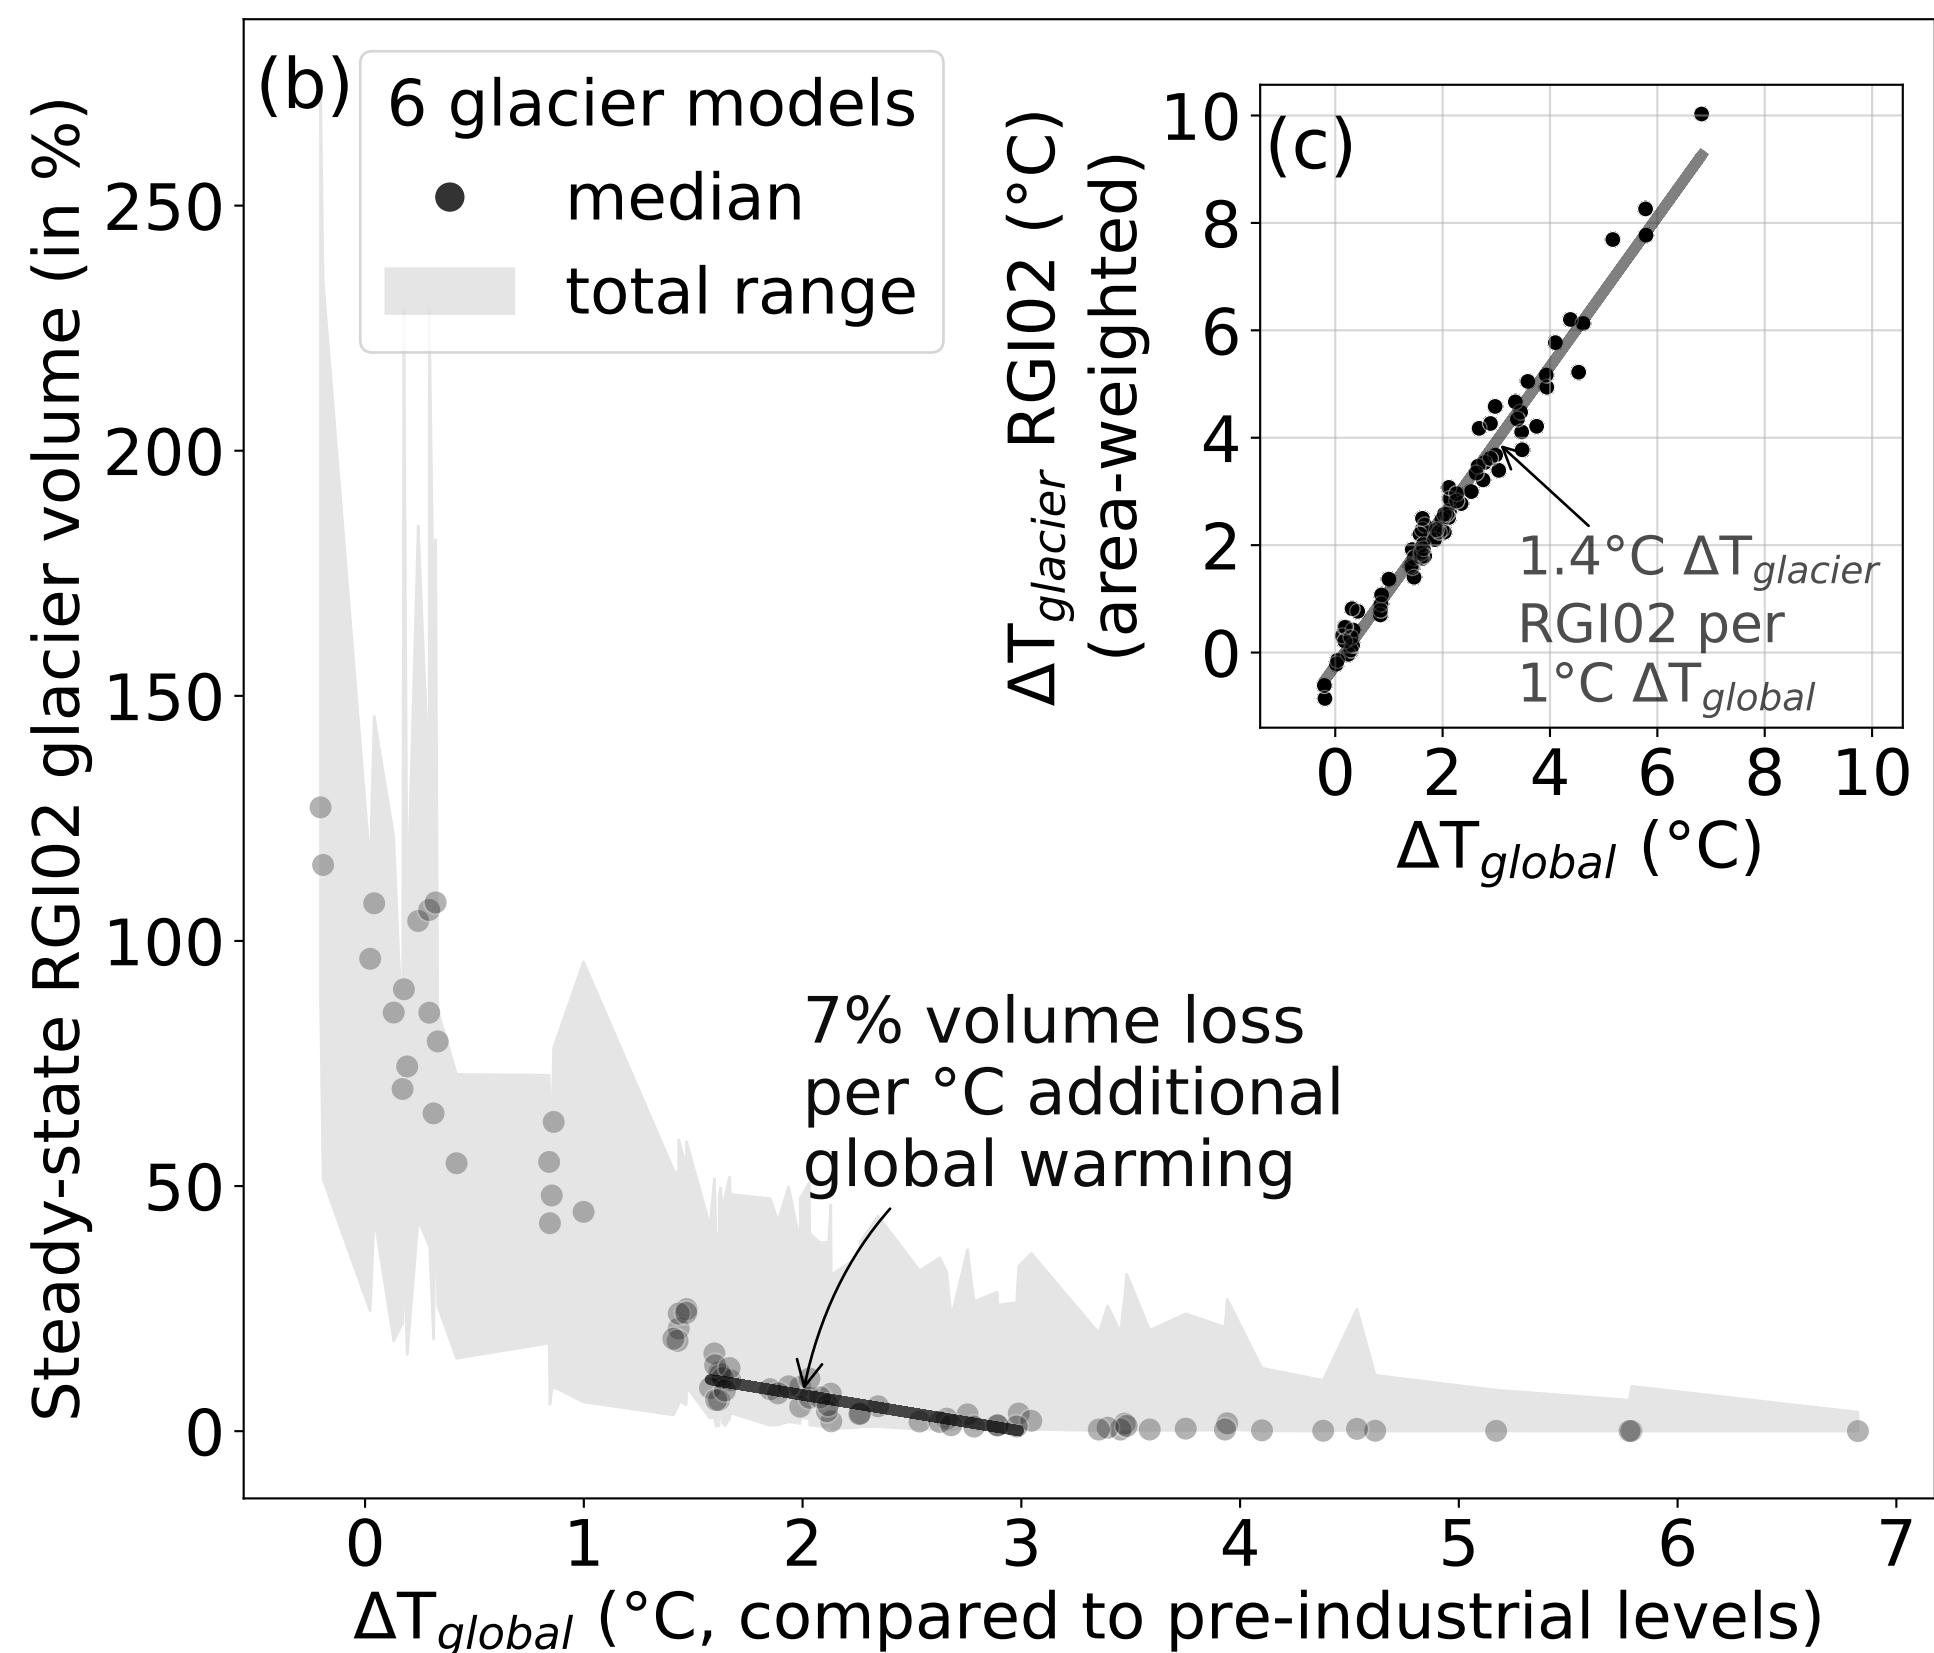 (b)
6 glacier models
median
total range
Steady-state RGI02 glacier volume (in %)
250
200
150
100
50
0
7% volume loss
per °C additional
global warming
0 1 2 3 4 5 6 7
ΔTglobal (°C, compared to pre-industrial levels)
(c)
ΔTglacier RGI02 (°C)
(area-weighted)
10
8
6
4
2
0
1.4°C ΔTglacier
RGI02 per
1°C ΔTglobal
0 2 4 6 8 10
ΔTglobal (°C)